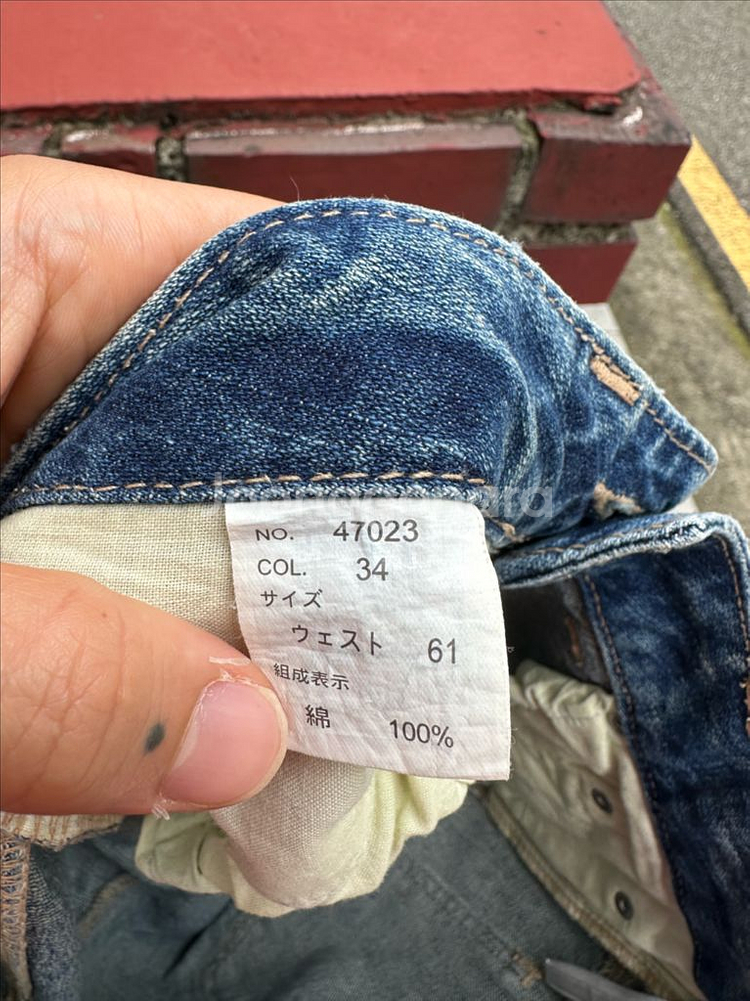 NO. 47023
COL. 34
サイズ
ウェスト 61
組成表示
綿 100%